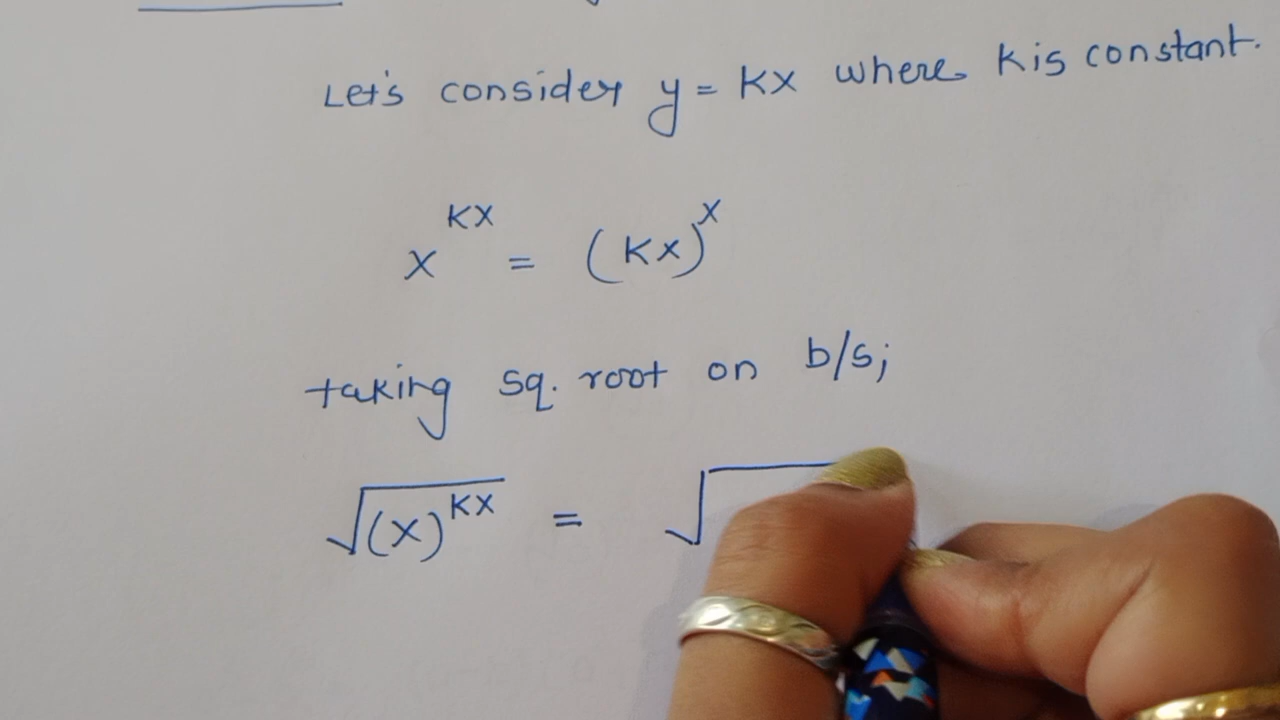 Let's consider y = Kx where K is constant.
x^{Kx} = (Kx)^x
taking sq. root on b/s;
√((x)^{Kx}) = √